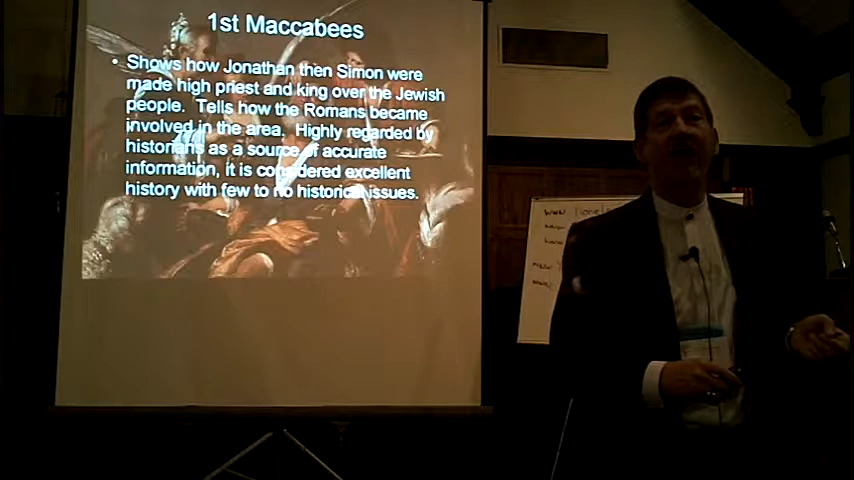 1st Maccabees
• Shows how Jonathan then Simon were
made high priest and king over the Jewish
people. Tells how the Romans became
involved in the area. Highly regarded by
historians as a source of accurate
information, it is considered excellent
history with few to no historical issues.
www